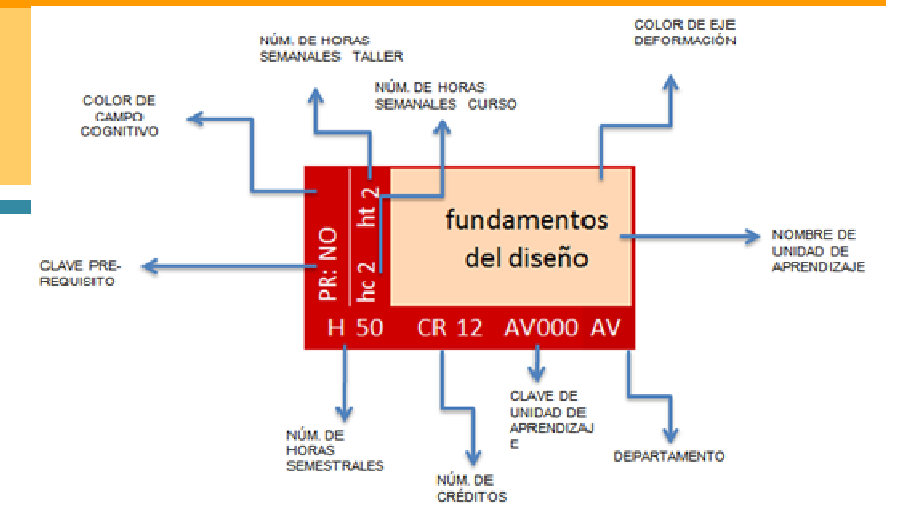 COLOR DE EJE
DEFORMACIÓN
NÚM. DE HORAS
SEMANALES TALLER
NÚM. DE HORAS
SEMANALES CURSO
COLOR DE
CAMPO
COGNITIVO
CLAVE PRE-
REQUISITO
PR: NO
hc 2 ht 2
fundamentos
del diseño
NOMBRE DE
UNIDAD DE
APRENDIZAJE
H 50 CR 12 AV000 AV
NÚM. DE
HORAS
SEMESTRALES
NÚM. DE
CRÉDITOS
CLAVE DE
UNIDAD DE
APRENDIZAJ
E
DEPARTAMENTO